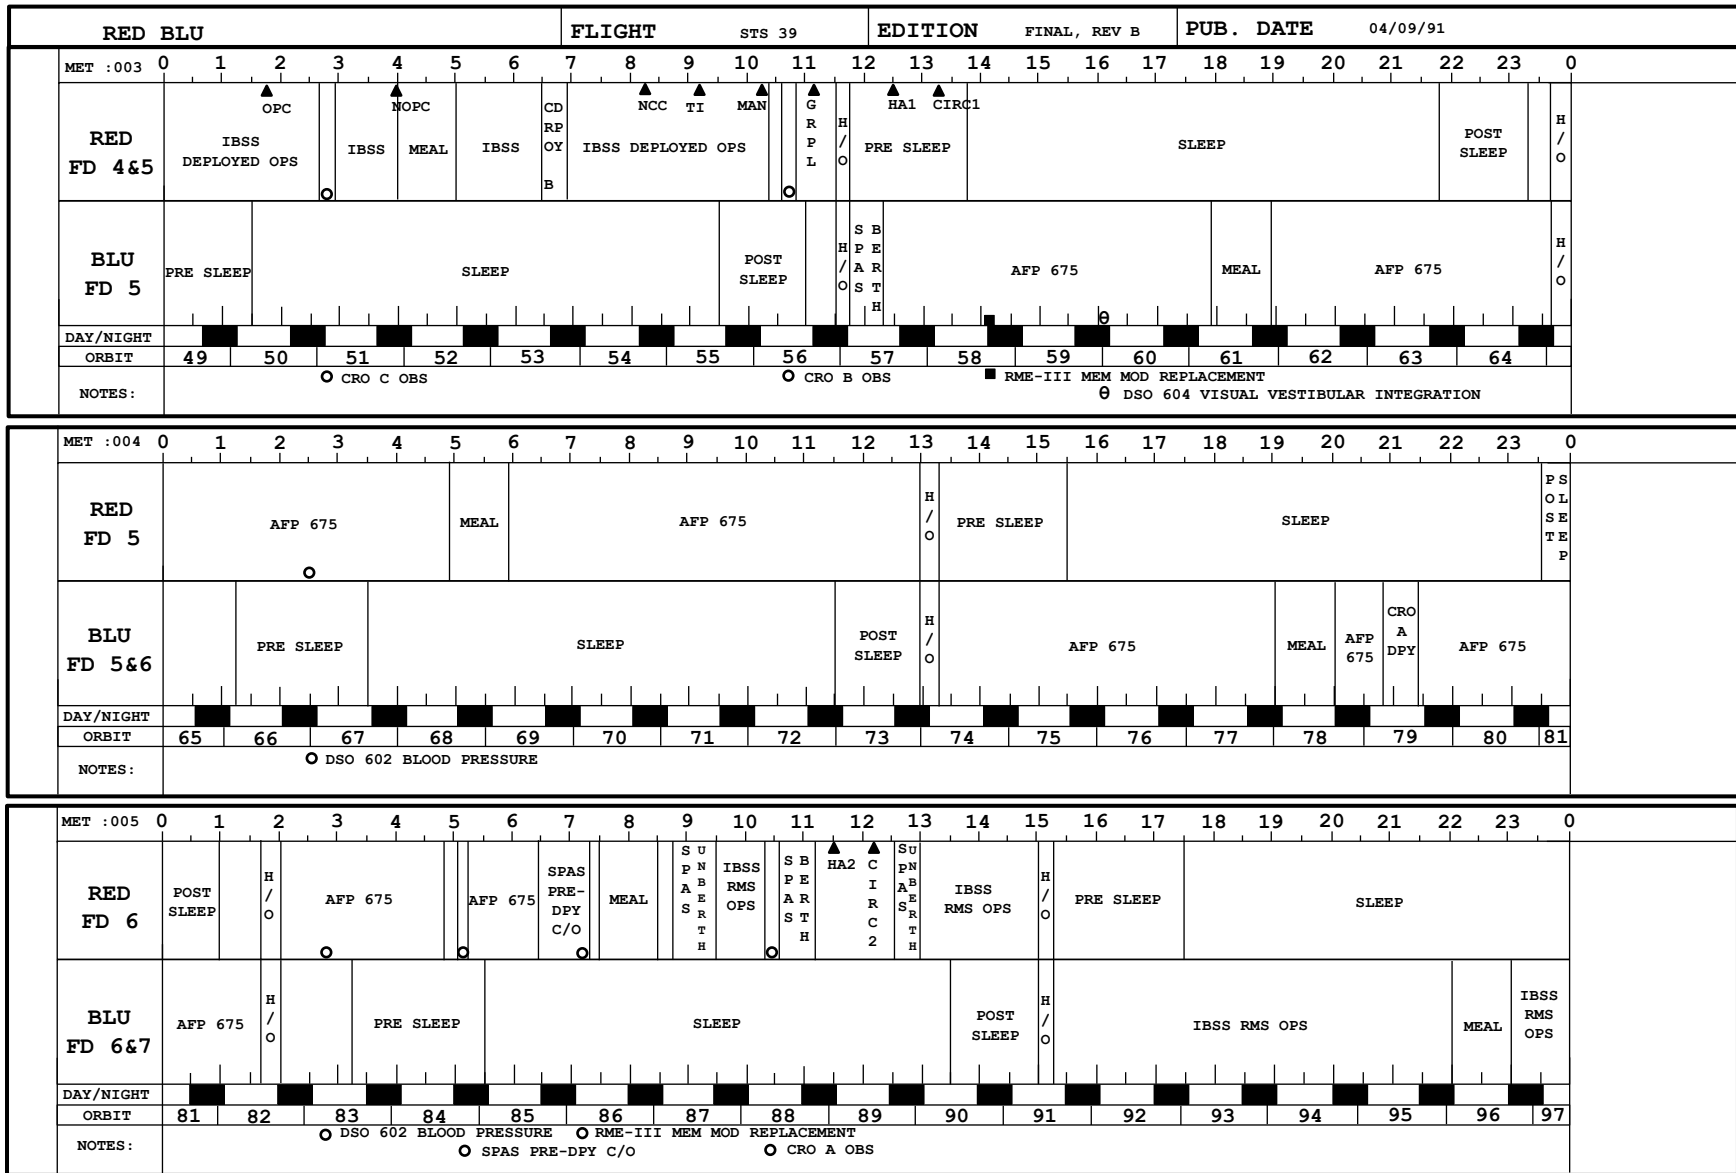 RED BLU FLIGHT STS 39 EDITION FINAL, REV B PUB. DATE 04/09/91
MET :003 0 1 2 3 4 5 6 7 8 9 10 11 12 13 14 15 16 17 18 19 20 21 22 23 0
RED
FD 4&5
OPC
IBSS
DEPLOYED OPS
IBSS
NOPC
MEAL
IBSS
CD
RP
OY
B
IBSS DEPLOYED OPS
NCC
TI
MAN
G
R
P
L
H
/
O
HA1
CIRC1
PRE SLEEP
SLEEP
POST
SLEEP
H
/
O
BLU
FD 5
PRE SLEEP
SLEEP
POST
SLEEP
H
/
O
S B
P E
A R
S T
H
AFP 675
MEAL
AFP 675
H
/
O
θ
DAY/NIGHT
ORBIT 49 50 51 52 53 54 55 56 57 58 59 60 61 62 63 64
NOTES:
CRO C OBS
CRO B OBS
RME-III MEM MOD REPLACEMENT
θ DSO 604 VISUAL VESTIBULAR INTEGRATION
MET :004 0 1 2 3 4 5 6 7 8 9 10 11 12 13 14 15 16 17 18 19 20 21 22 23 0
RED
FD 5
AFP 675
MEAL
AFP 675
H
/
O
PRE SLEEP
SLEEP
P S
O L
S E
T E
P
BLU
FD 5&6
PRE SLEEP
SLEEP
POST
SLEEP
H
/
O
AFP 675
MEAL
AFP
675
CRO
A
DPY
AFP 675
DAY/NIGHT
ORBIT 65 66 67 68 69 70 71 72 73 74 75 76 77 78 79 80 81
NOTES:
DSO 602 BLOOD PRESSURE
MET :005 0 1 2 3 4 5 6 7 8 9 10 11 12 13 14 15 16 17 18 19 20 21 22 23 0
RED
FD 6
POST
SLEEP
H
/
O
AFP 675
AFP 675
SPAS
PRE-
DPY
C/O
MEAL
S U
P N
A B
S E
R
T
H
IBSS
RMS
OPS
S B
P E
A R
S T
H
HA2
C
I
R
C
2
S U
P N
A B
S E
R
T
H
IBSS
RMS OPS
H
/
O
PRE SLEEP
SLEEP
BLU
FD 6&7
AFP 675
H
/
O
PRE SLEEP
SLEEP
POST
SLEEP
H
/
O
IBSS RMS OPS
MEAL
IBSS
RMS
OPS
DAY/NIGHT
ORBIT 81 82 83 84 85 86 87 88 89 90 91 92 93 94 95 96 97
NOTES:
DSO 602 BLOOD PRESSURE
RME-III MEM MOD REPLACEMENT
SPAS PRE-DPY C/O
CRO A OBS